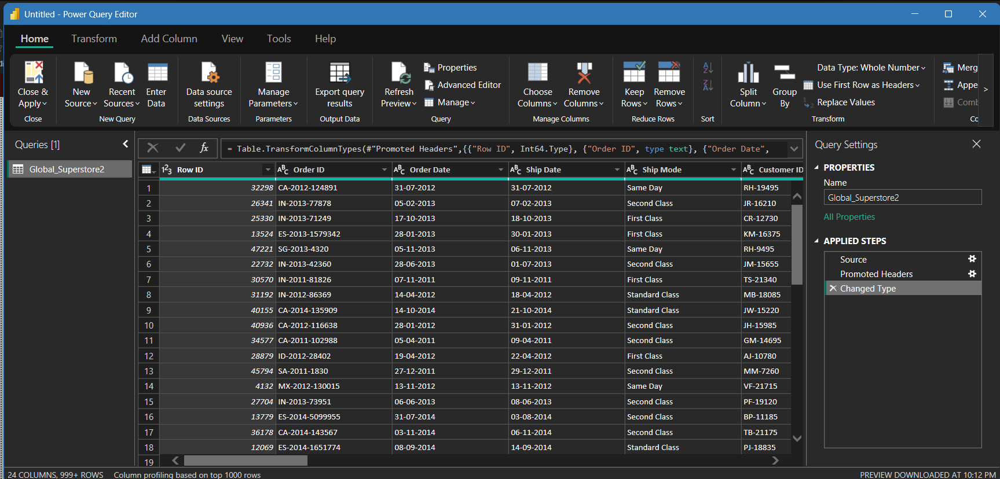 Untitled - Power Query Editor
Home Transform Add Column View Tools Help
Close & Apply
New Source
Recent Sources
Enter Data
Data source settings
Manage Parameters
Export query results
Refresh Preview
Properties
Advanced Editor
Manage
Choose Columns
Remove Columns
Keep Rows
Remove Rows
A Z
Z A
Split Column
Group By
Data Type: Whole Number
Use First Row as Headers
Replace Values
Merg
Appe
Comb
Close New Query Data Sources Parameters Output Data Query Manage Columns Reduce Rows Sort Transform Cc
Queries [1]
Global_Superstore2
fx = Table.TransformColumnTypes(#"Promoted Headers",{{"Row ID", Int64.Type}, {"Order ID", type text}, {"Order Date",
123 Row ID ABC Order ID ABC Order Date ABC Ship Date ABC Ship Mode ABC Customer ID
1 32298 CA-2012-124891 31-07-2012 31-07-2012 Same Day RH-19495
2 26341 IN-2013-77878 05-02-2013 07-02-2013 Second Class JR-16210
3 25330 IN-2013-71249 17-10-2013 18-10-2013 First Class CR-12730
4 13524 ES-2013-1579342 28-01-2013 30-01-2013 First Class KM-16375
5 47221 SG-2013-4320 05-11-2013 06-11-2013 Same Day RH-9495
6 22732 IN-2013-42360 28-06-2013 01-07-2013 Second Class JM-15655
7 30570 IN-2011-81826 07-11-2011 09-11-2011 First Class TS-21340
8 31192 IN-2012-86369 14-04-2012 18-04-2012 Standard Class MB-18085
9 40155 CA-2014-135909 14-10-2014 21-10-2014 Standard Class JW-15220
10 40936 CA-2012-116638 28-01-2012 31-01-2012 Second Class JH-15985
11 34577 CA-2011-102988 05-04-2011 09-04-2011 Second Class GM-14695
12 28879 ID-2012-28402 19-04-2012 22-04-2012 First Class AJ-10780
13 45794 SA-2011-1830 27-12-2011 29-12-2011 Second Class MM-7260
14 4132 MX-2012-130015 13-11-2012 13-11-2012 Same Day VF-21715
15 27704 IN-2013-73951 06-06-2013 08-06-2013 Second Class PF-19120
16 13779 ES-2014-5099955 31-07-2014 03-08-2014 Second Class BP-11185
17 36178 CA-2014-143567 03-11-2014 06-11-2014 Second Class TB-21175
18 12069 ES-2014-1651774 08-09-2014 14-09-2014 Standard Class PJ-18835
19
Query Settings
PROPERTIES
Name
Global_Superstore2
All Properties
APPLIED STEPS
Source
Promoted Headers
Changed Type
24 COLUMNS, 999+ ROWS Column profiling based on top 1000 rows
PREVIEW DOWNLOADED AT 10:12 PM